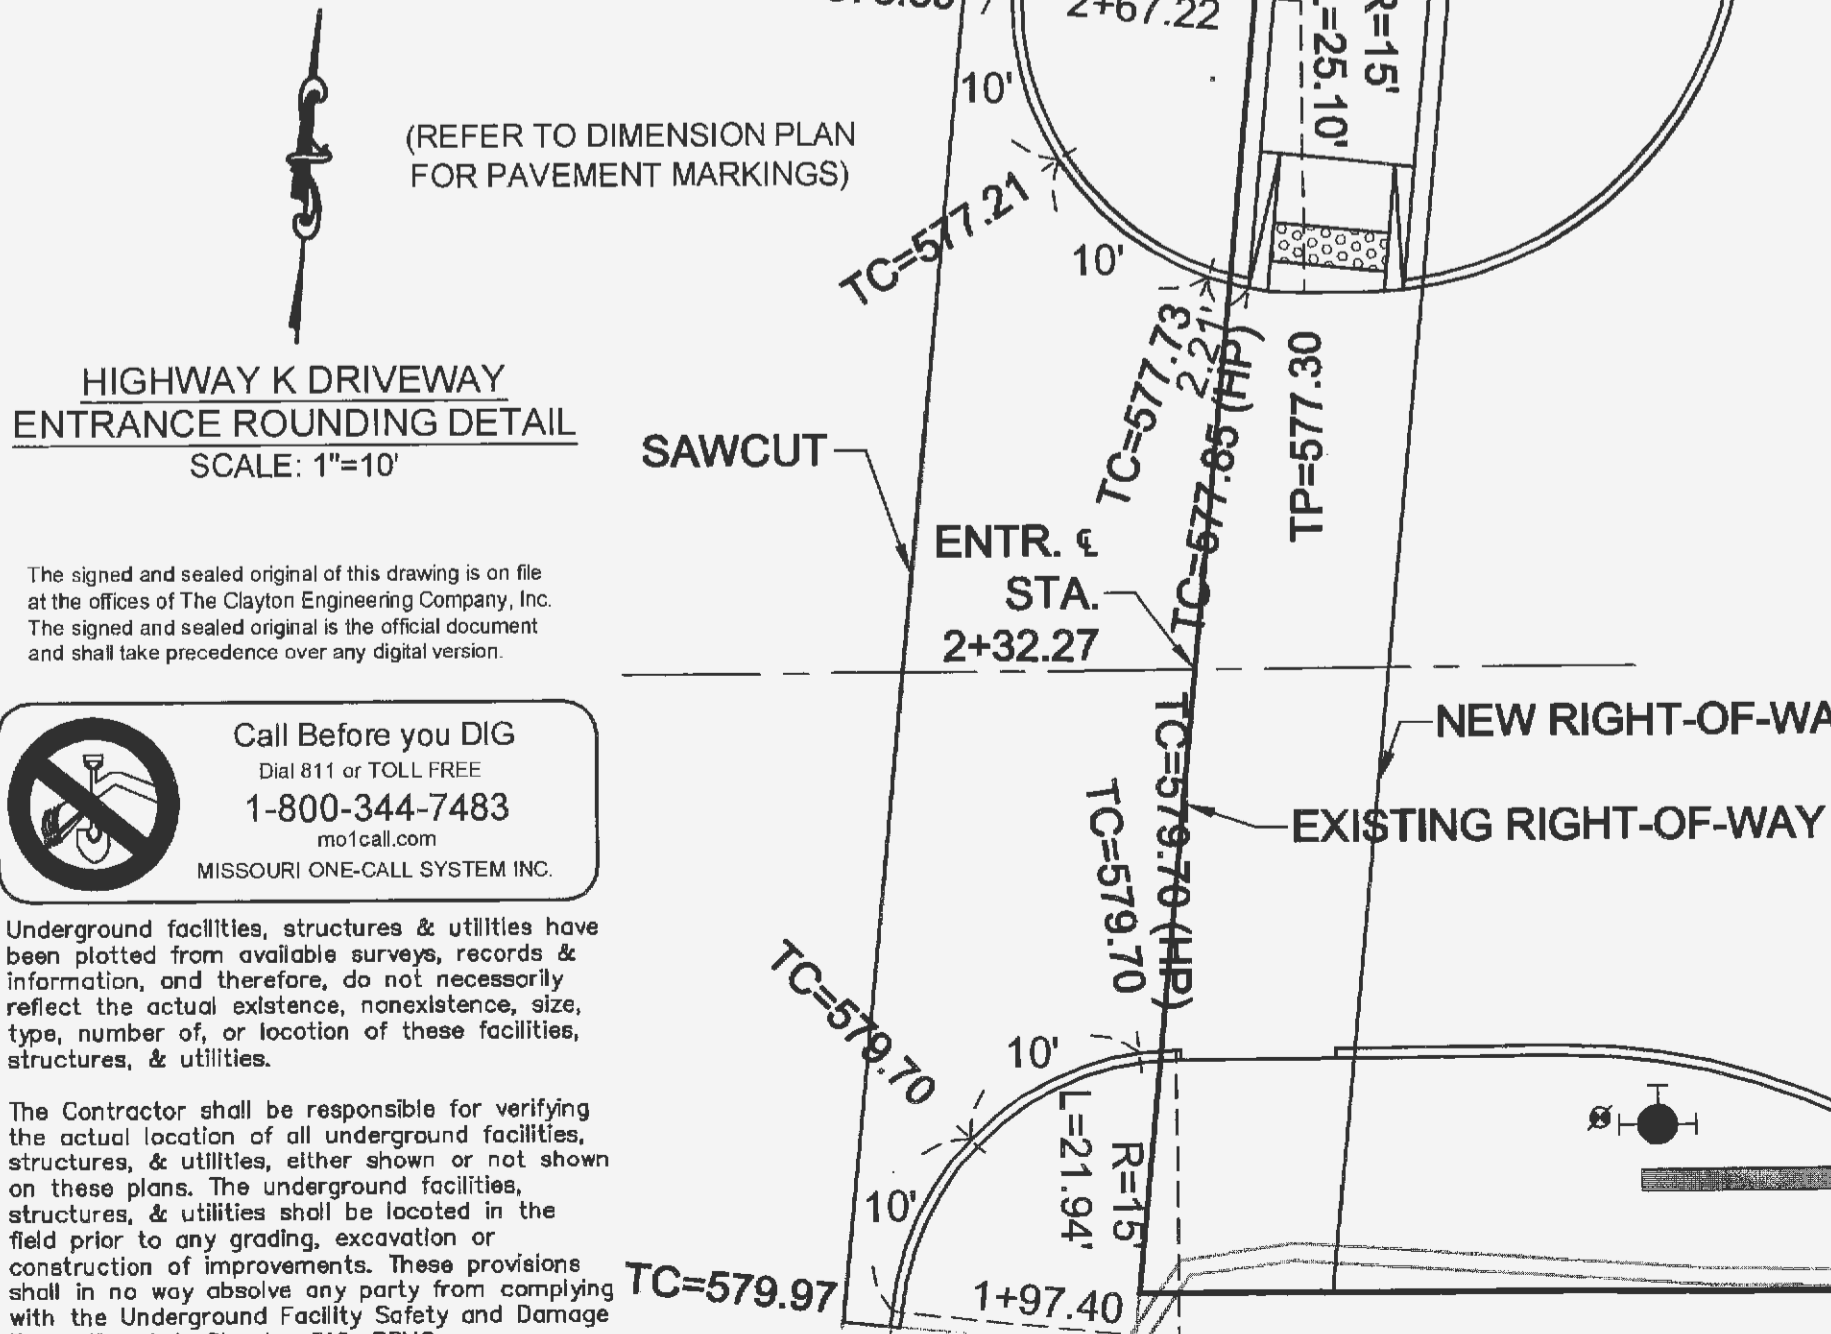 (REFER TO DIMENSION PLAN
FOR PAVEMENT MARKINGS)
HIGHWAY K DRIVEWAY
ENTRANCE ROUNDING DETAIL
SCALE: 1"=10'
The signed and sealed original of this drawing is on file
at the offices of The Clayton Engineering Company, Inc.
The signed and sealed original is the official document
and shall take precedence over any digital version.
Call Before you DIG
Dial 811 or TOLL FREE
1-800-344-7483
mo1call.com
MISSOURI ONE-CALL SYSTEM INC.
Underground facilities, structures & utilities have
been plotted from available surveys, records &
information, and therefore, do not necessarily
reflect the actual existence, nonexistence, size,
type, number of, or location of these facilities,
structures, & utilities.
The Contractor shall be responsible for verifying
the actual location of all underground facilities,
structures, & utilities, either shown or not shown
on these plans. The underground facilities,
structures, & utilities shall be located in the
field prior to any grading, excavation or
construction of improvements. These provisions
shall in no way absolve any party from complying
with the Underground Facility Safety and Damage
2+67.22
R=15'
L=25.10'
10'
TC=577.21
10'
TC=577.73
2.21'
TC=577.85 (HP)
TP=577.30
SAWCUT
ENTR. ℄
STA.
2+32.27
NEW RIGHT-OF-WA
EXISTING RIGHT-OF-WAY
TC=579.70 (HP)
TC=579.70
TC=579.70
10'
L=21.94'
R=15'
10'
TC=579.97
1+97.40